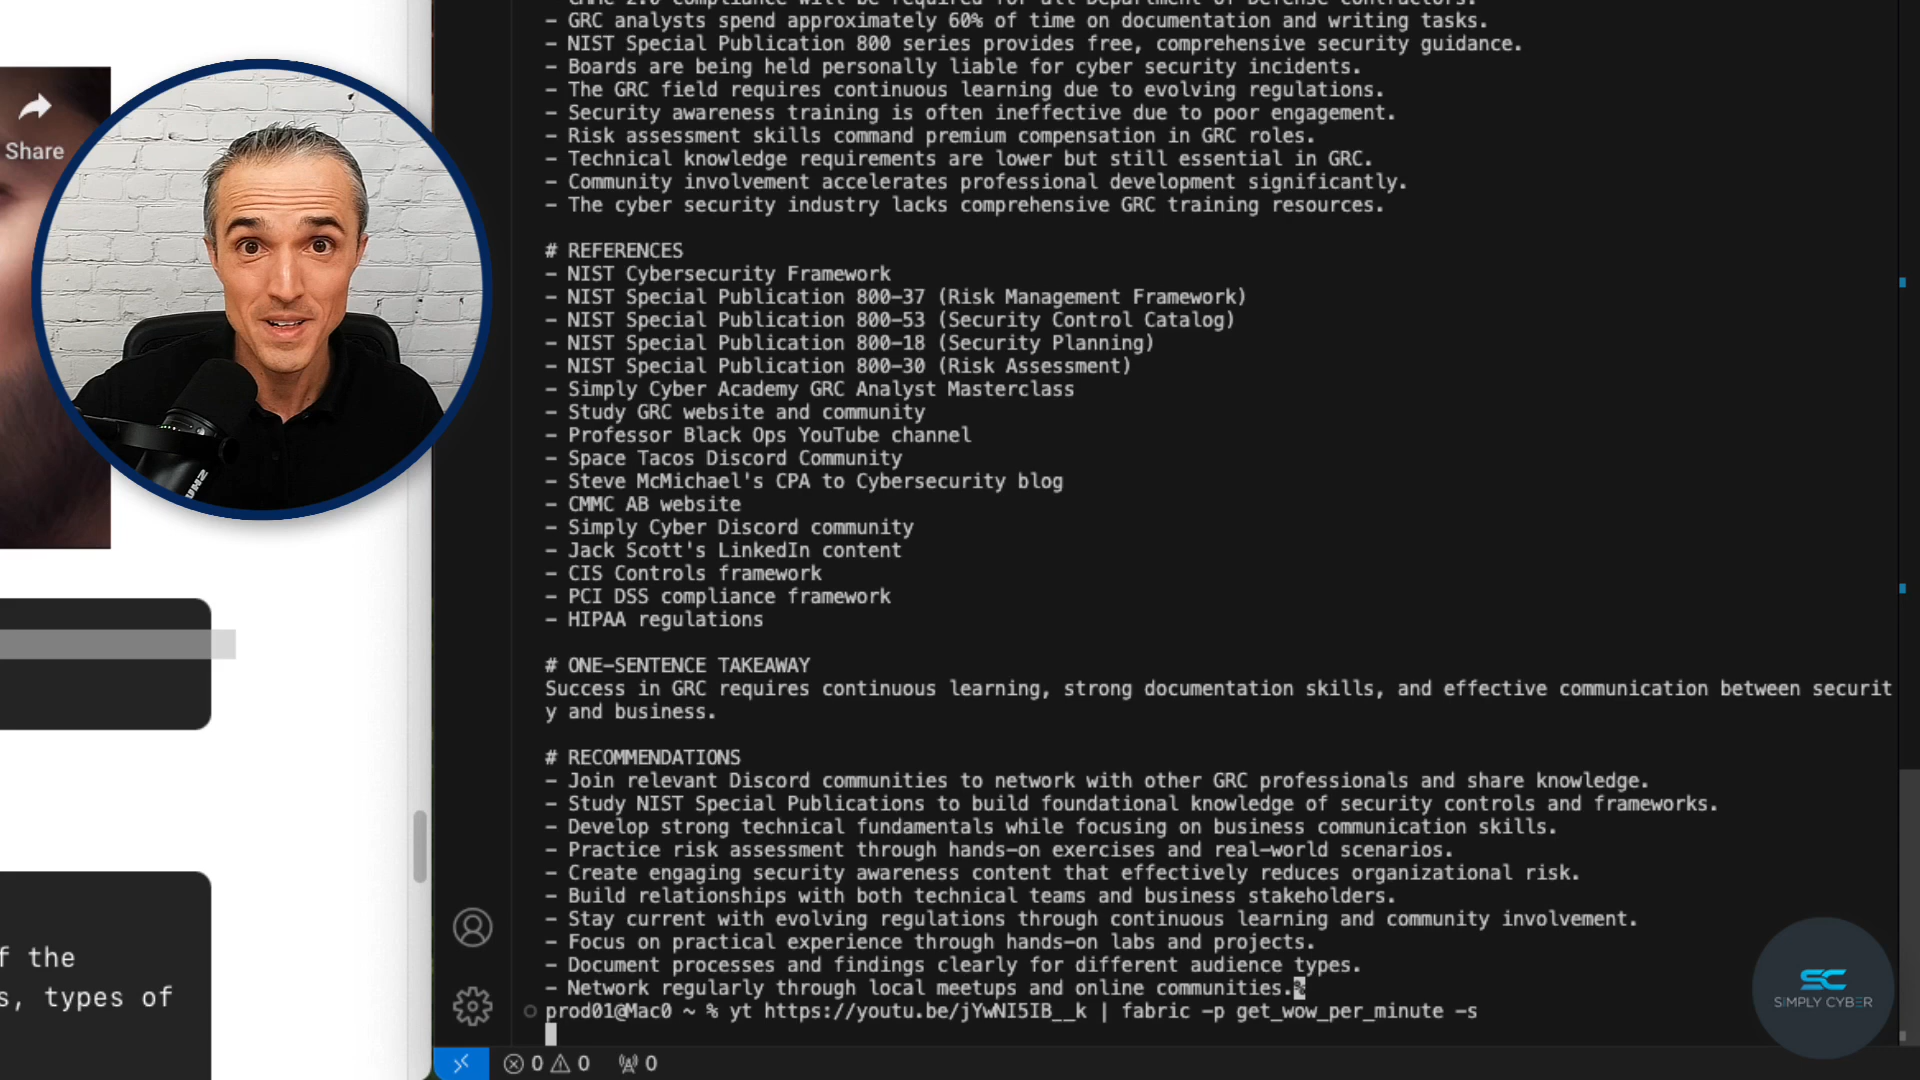 - CMMC 2.0 compliance will be required for all Department of Defense contractors.
- GRC analysts spend approximately 60% of time on documentation and writing tasks.
- NIST Special Publication 800 series provides free, comprehensive security guidance.
- Boards are being held personally liable for cyber security incidents.
- The GRC field requires continuous learning due to evolving regulations.
- Security awareness training is often ineffective due to poor engagement.
- Risk assessment skills command premium compensation in GRC roles.
- Technical knowledge requirements are lower but still essential in GRC.
- Community involvement accelerates professional development significantly.
- The cyber security industry lacks comprehensive GRC training resources.
Share
# REFERENCES
- NIST Cybersecurity Framework
- NIST Special Publication 800-37 (Risk Management Framework)
- NIST Special Publication 800-53 (Security Control Catalog)
- NIST Special Publication 800-18 (Security Planning)
- NIST Special Publication 800-30 (Risk Assessment)
- Simply Cyber Academy GRC Analyst Masterclass
- Study GRC website and community
- Professor Black Ops YouTube channel
- Space Tacos Discord Community
- Steve McMichael's CPA to Cybersecurity blog
- CMMC AB website
- Simply Cyber Discord community
- Jack Scott's LinkedIn content
- CIS Controls framework
- PCI DSS compliance framework
- HIPAA regulations
# ONE-SENTENCE TAKEAWAY
Success in GRC requires continuous learning, strong documentation skills, and effective communication between securit
y and business.
# RECOMMENDATIONS
- Join relevant Discord communities to network with other GRC professionals and share knowledge.
- Study NIST Special Publications to build foundational knowledge of security controls and frameworks.
- Develop strong technical fundamentals while focusing on business communication skills.
- Practice risk assessment through hands-on exercises and real-world scenarios.
- Create engaging security awareness content that effectively reduces organizational risk.
- Build relationships with both technical teams and business stakeholders.
- Stay current with evolving regulations through continuous learning and community involvement.
- Focus on practical experience through hands-on labs and projects.
- Document processes and findings clearly for different audience types.
- Network regularly through local meetups and online communities.%
prod01@Mac0 ~ % yt https://youtu.be/jYwNI5IB__k | fabric -p get_wow_per_minute -s
f the
s, types of
0 0 0
SC
SIMPLY CYBER